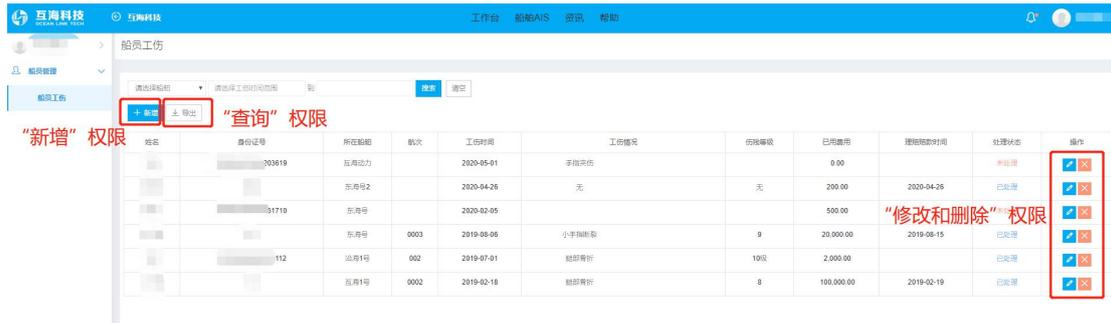 互海科技 OCEAN LINK TECH 互海科技 工作台 船舶AIS 资讯 帮助
船员工伤
船员管理
船员工伤
请选择船舶 请选择工伤时间范围 到 搜索 清空
+ 新增 导出
“新增”权限
“查询”权限
姓名 身份证号 所在船舶 航次 工伤时间 工伤情况 伤残等级 已用费用 理赔赔款时间 处理状态 操作
203619 互海动力 2020-05-01 手指夹伤 0.00 未处理
东海号2 2020-04-26 无 无 200.00 2020-04-26 已处理
31710 东海号 2020-02-05 500.00
“修改和删除”权限
东海号 0003 2019-08-06 小手指断裂 9 20,000.00 2019-08-15 已处理
112 沿海1号 002 2019-07-01 腿部骨折 10级 2,000.00 已处理
互海1号 0002 2019-02-18 腿部骨折 8 100,000.00 2019-02-19 已处理